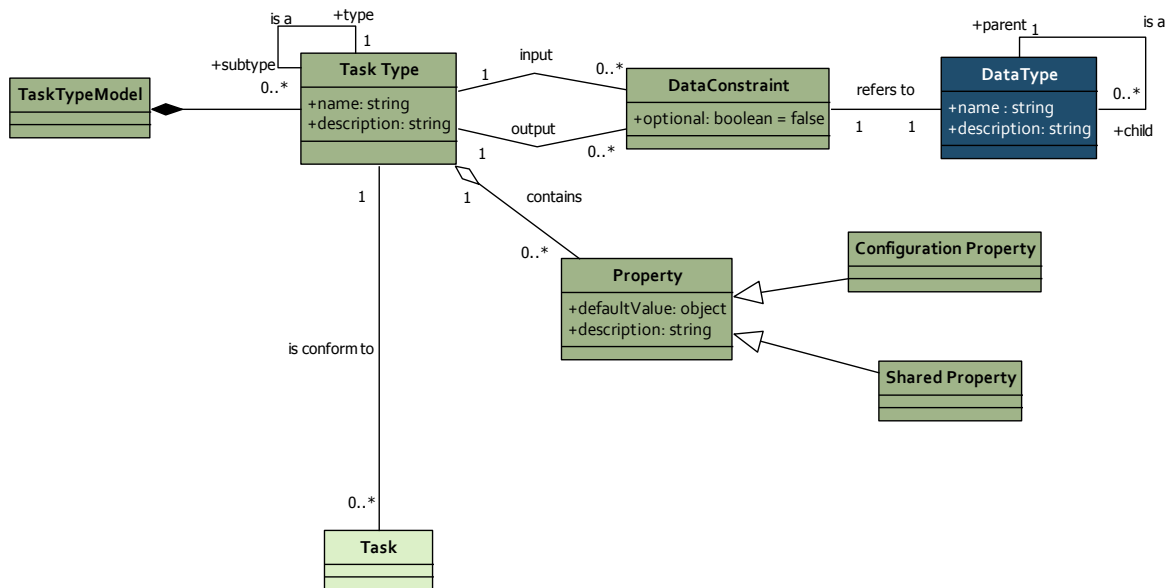 is a
+type
1
+subtype
0..*
TaskTypeModel
Task Type
+name: string
+description: string
input
1
0..*
output
1
0..*
DataConstraint
+optional: boolean = false
refers to
1
1
+parent
1
is a
DataType
+name : string
+description: string
0..*
+child
1
contains
0..*
Property
+defaultValue: object
+description: string
Configuration Property
Shared Property
1
is conform to
0..*
Task